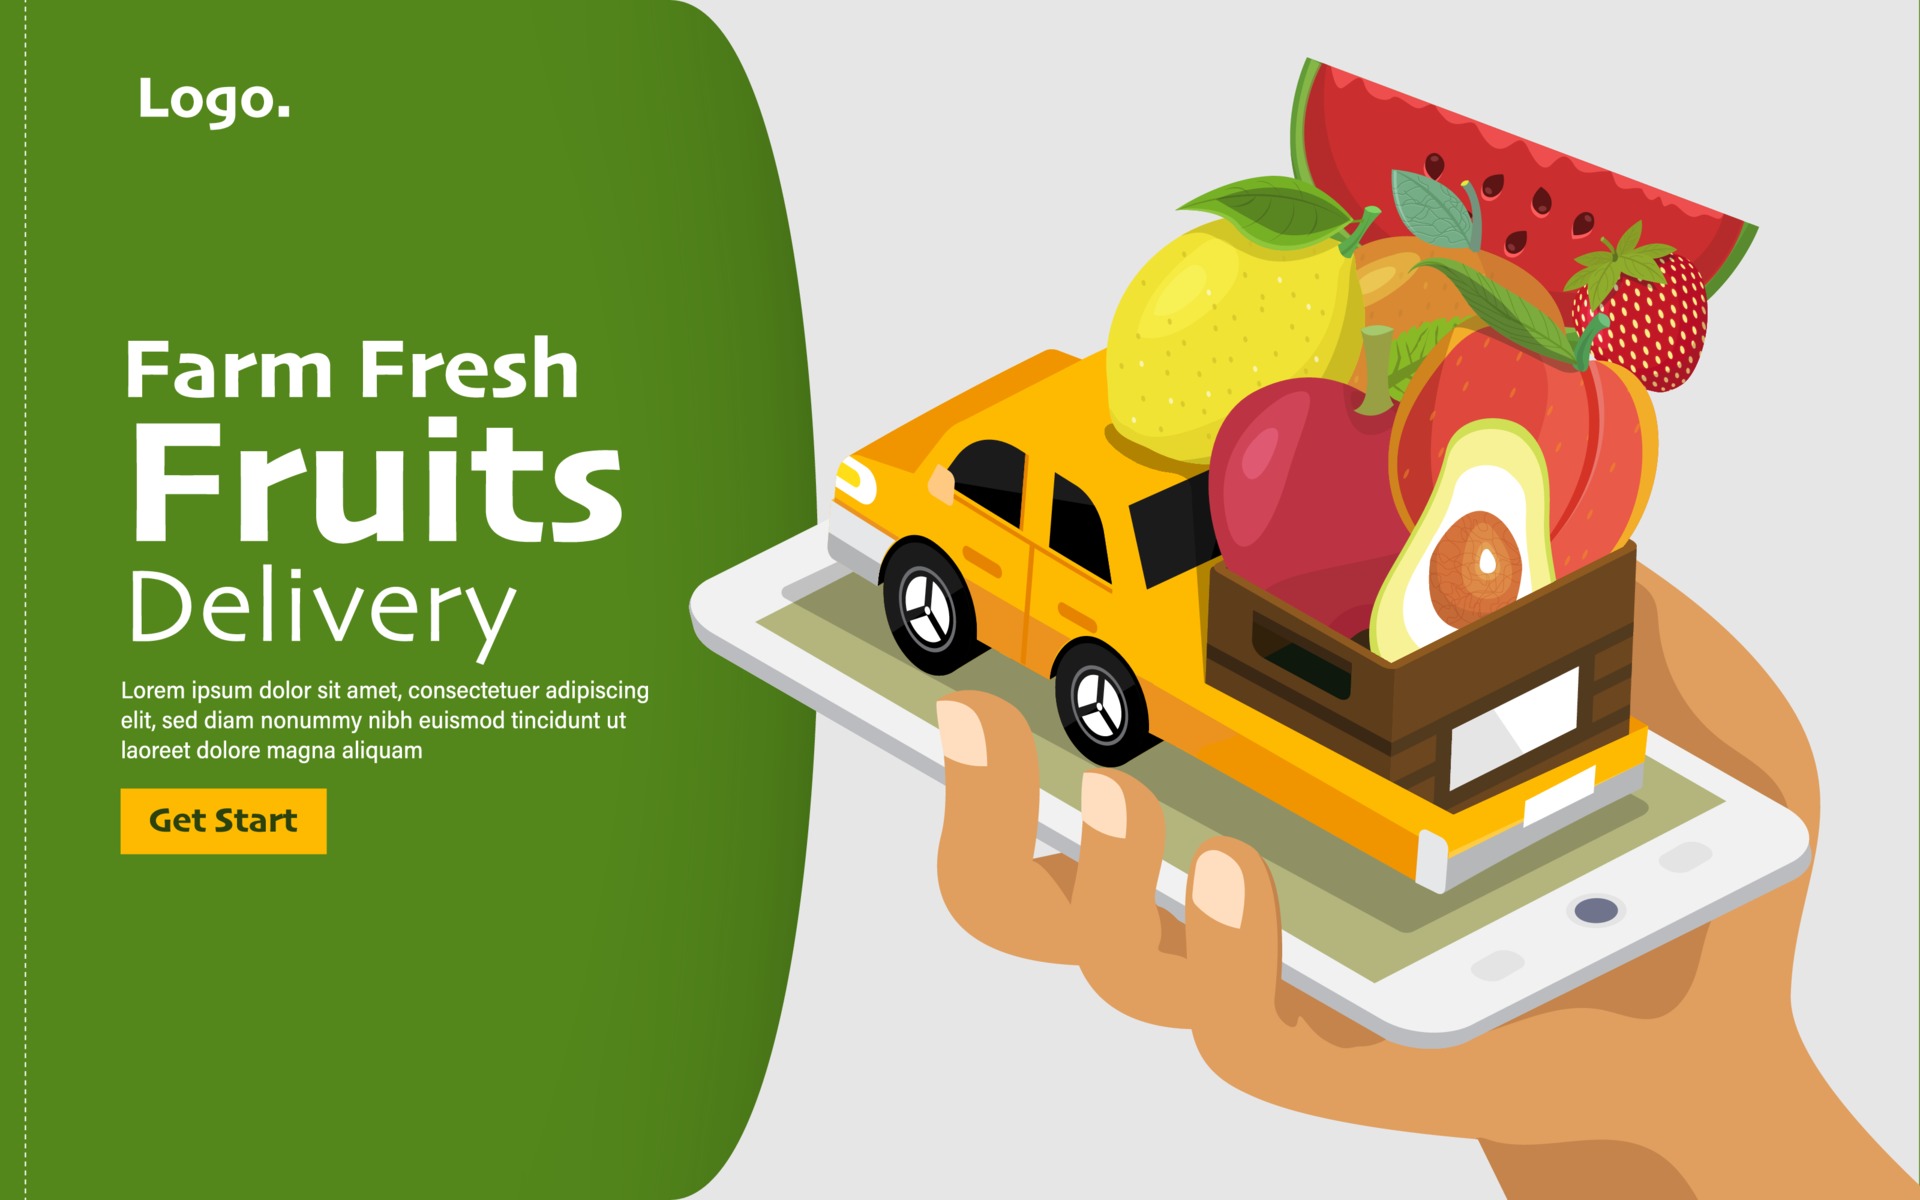 Logo.
Farm Fresh
Fruits
Delivery
Lorem ipsum dolor sit amet, consectetuer adipiscing
elit, sed diam nonummy nibh euismod tincidunt ut
laoreet dolore magna aliquam
Get Start